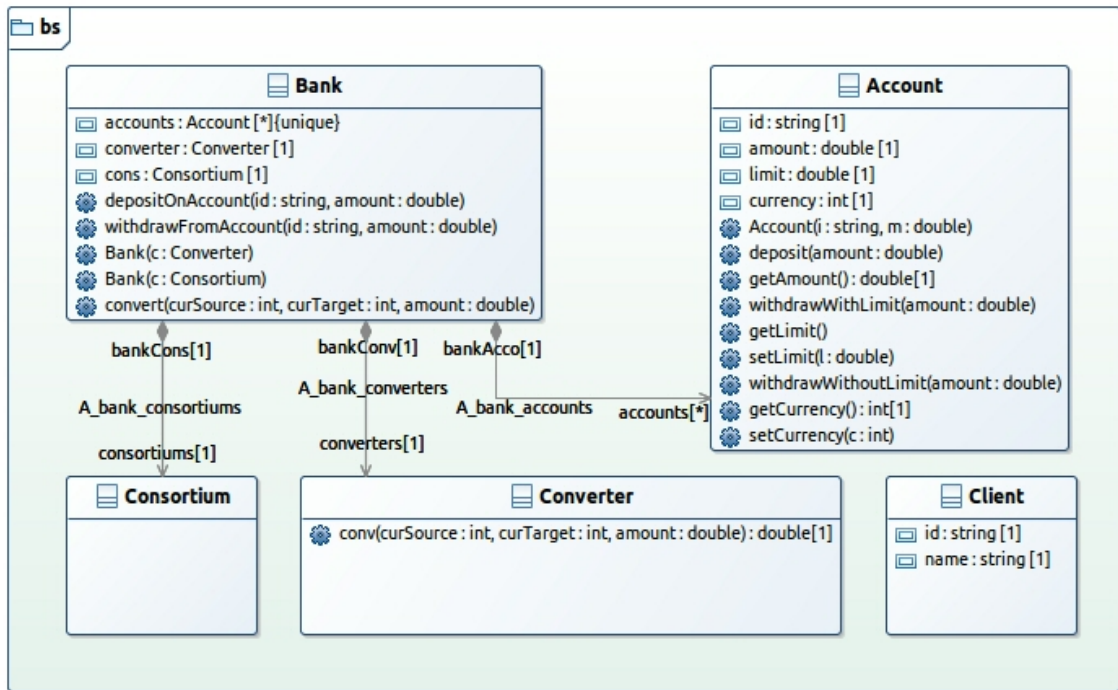 bs
Bank
accounts : Account [*]{unique}
converter : Converter [1]
cons : Consortium [1]
depositOnAccount(id : string, amount : double)
withdrawFromAccount(id : string, amount : double)
Bank(c : Converter)
Bank(c : Consortium)
convert(curSource : int, curTarget : int, amount : double)
Account
id : string [1]
amount : double [1]
limit : double [1]
currency : int [1]
Account(i : string, m : double)
deposit(amount : double)
getAmount() : double[1]
withdrawWithLimit(amount : double)
getLimit()
setLimit(l : double)
withdrawWithoutLimit(amount : double)
getCurrency() : int[1]
setCurrency(c : int)
bankCons[1]
bankConv[1]
bankAcco[1]
A_bank_consortiums
A_bank_converters
A_bank_accounts
accounts[*]
consortiums[1]
converters[1]
Consortium
Converter
conv(curSource : int, curTarget : int, amount : double) : double[1]
Client
id : string [1]
name : string [1]